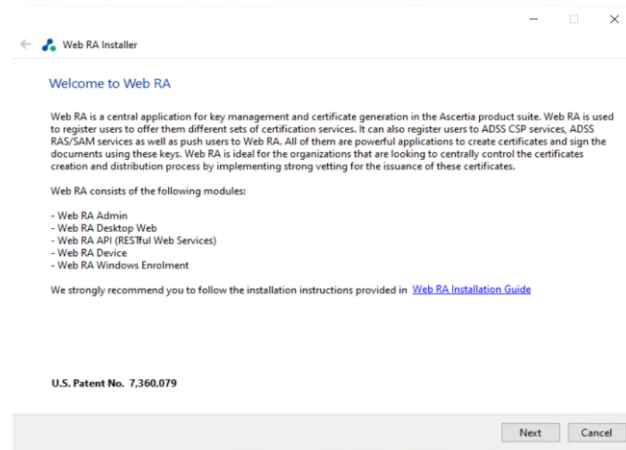 Web RA Installer
Welcome to Web RA
Web RA is a central application for key management and certificate generation in the Ascertia product suite. Web RA is used
to register users to offer them different sets of certification services. It can also register users to ADSS CSP services, ADSS
RAS/SAM services as well as push users to Web RA. All of them are powerful applications to create certificates and sign the
documents using these keys. Web RA is ideal for the organizations that are looking to centrally control the certificates
creation and distribution process by implementing strong vetting for the issuance of these certificates.
Web RA consists of the following modules:
- Web RA Admin
- Web RA Desktop Web
- Web RA API (RESTful Web Services)
- Web RA Device
- Web RA Windows Enrolment
We strongly recommend you to follow the installation instructions provided in Web RA Installation Guide
U.S. Patent No. 7,360,079
Next Cancel